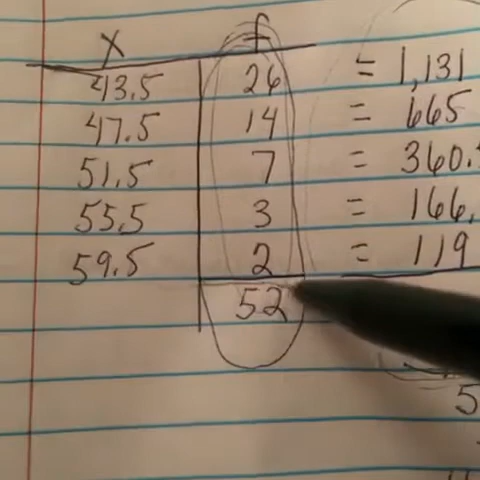 X f
43.5 26 = 1,131
47.5 14 = 665
51.5 7 = 360.
55.5 3 = 166.
59.5 2 = 119
52
5